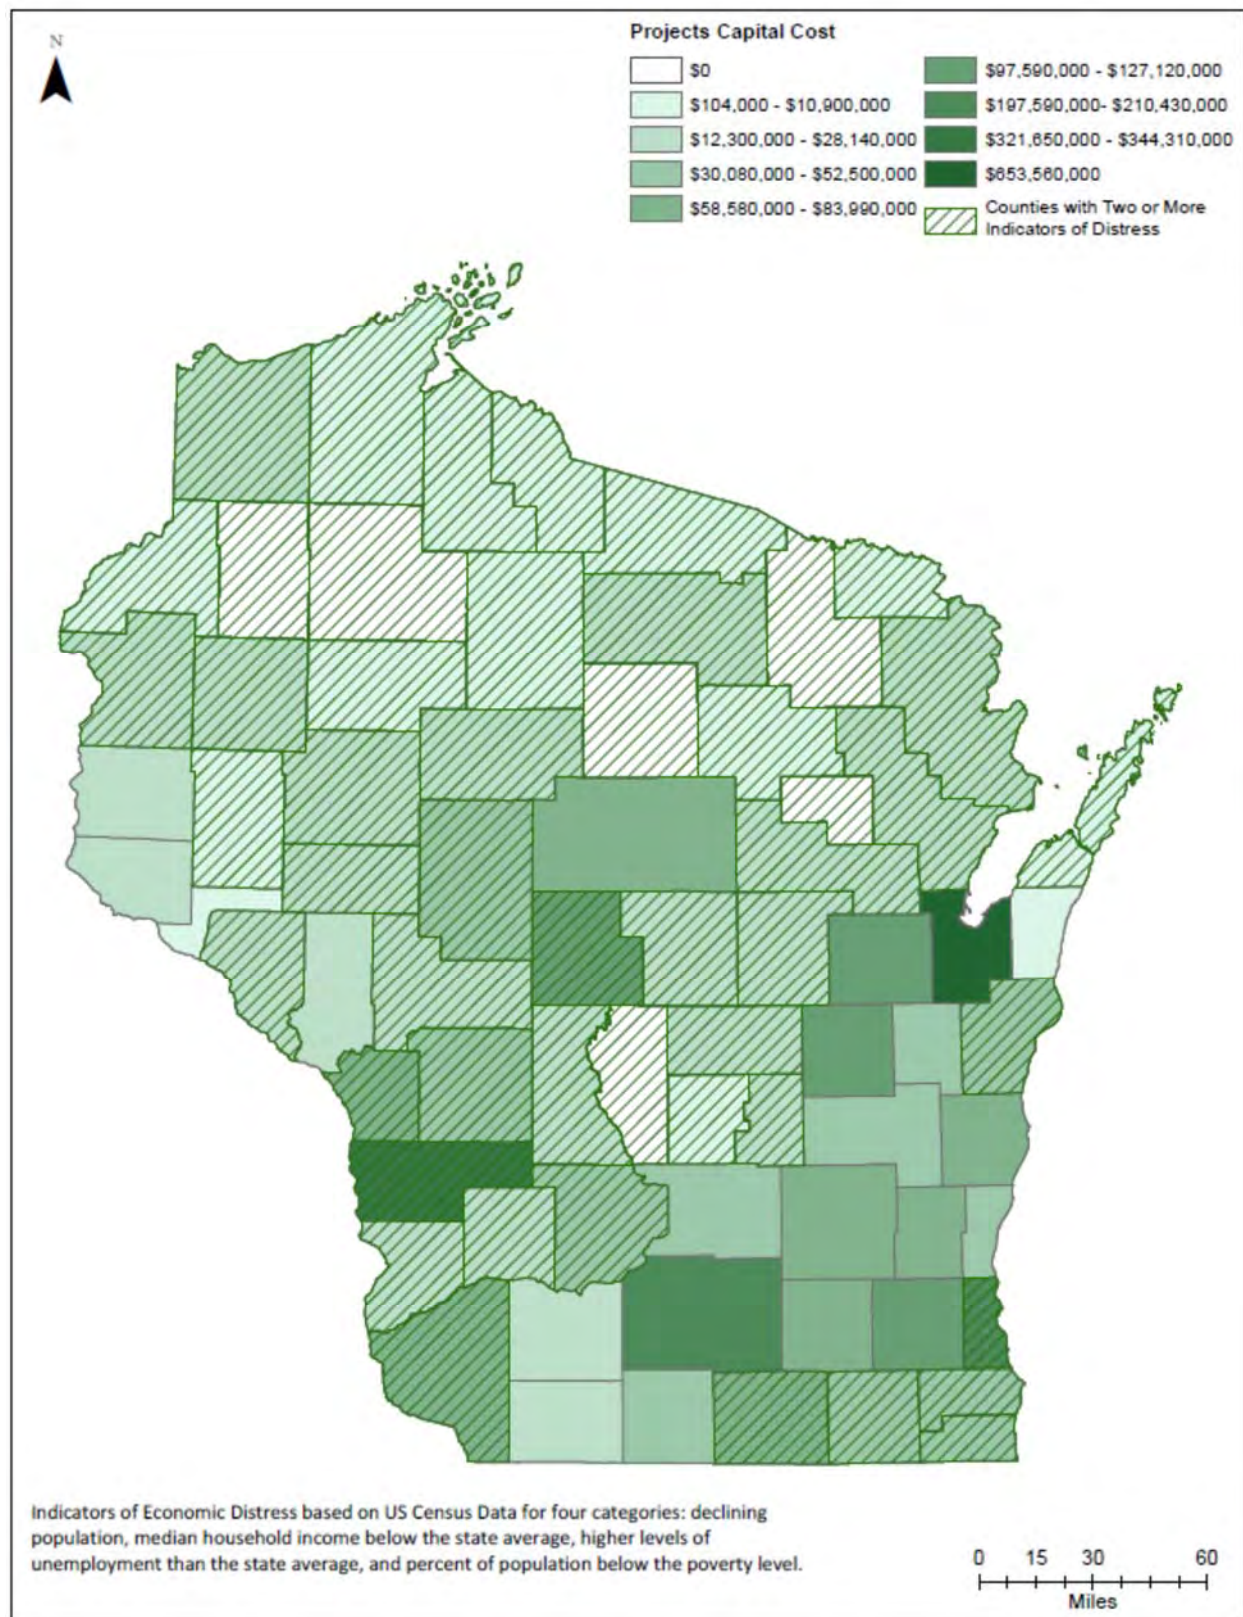 N
Projects Capital Cost
$0
$104,000 - $10,900,000
$12,300,000 - $28,140,000
$30,080,000 - $52,500,000
$58,580,000 - $83,990,000
$97,590,000 - $127,120,000
$197,590,000- $210,430,000
$321,650,000 - $344,310,000
$653,560,000
Counties with Two or More
Indicators of Distress
Indicators of Economic Distress based on US Census Data for four categories: declining
population, median household income below the state average, higher levels of
unemployment than the state average, and percent of population below the poverty level.
0 15 30 60
Miles